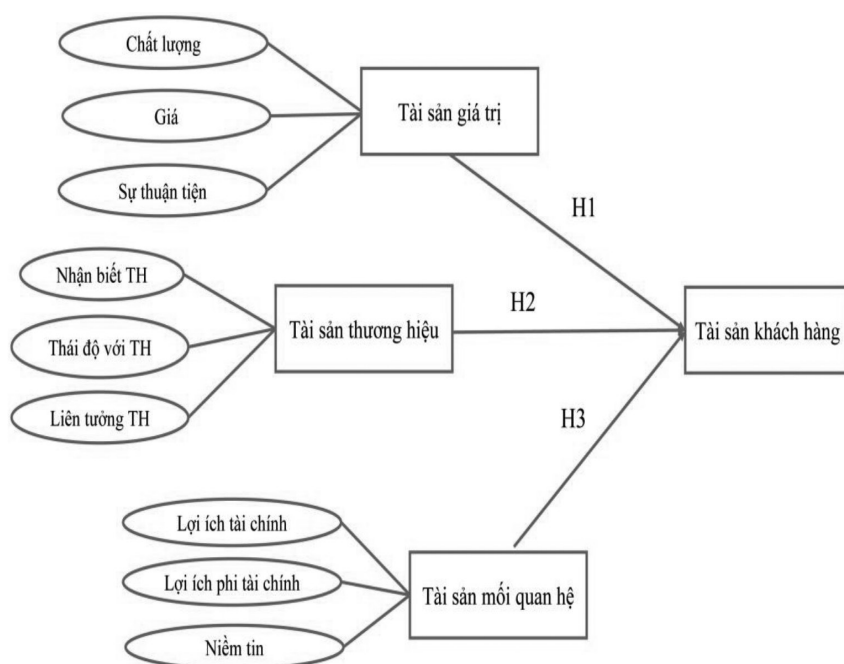 Chất lượng
Giá
Sự thuận tiện
Tài sản giá trị
H1
Nhận biết TH
Thái độ với TH
Liên tưởng TH
Tài sản thương hiệu
H2
Tài sản khách hàng
H3
Lợi ích tài chính
Lợi ích phi tài chính
Niềm tin
Tài sản mối quan hệ